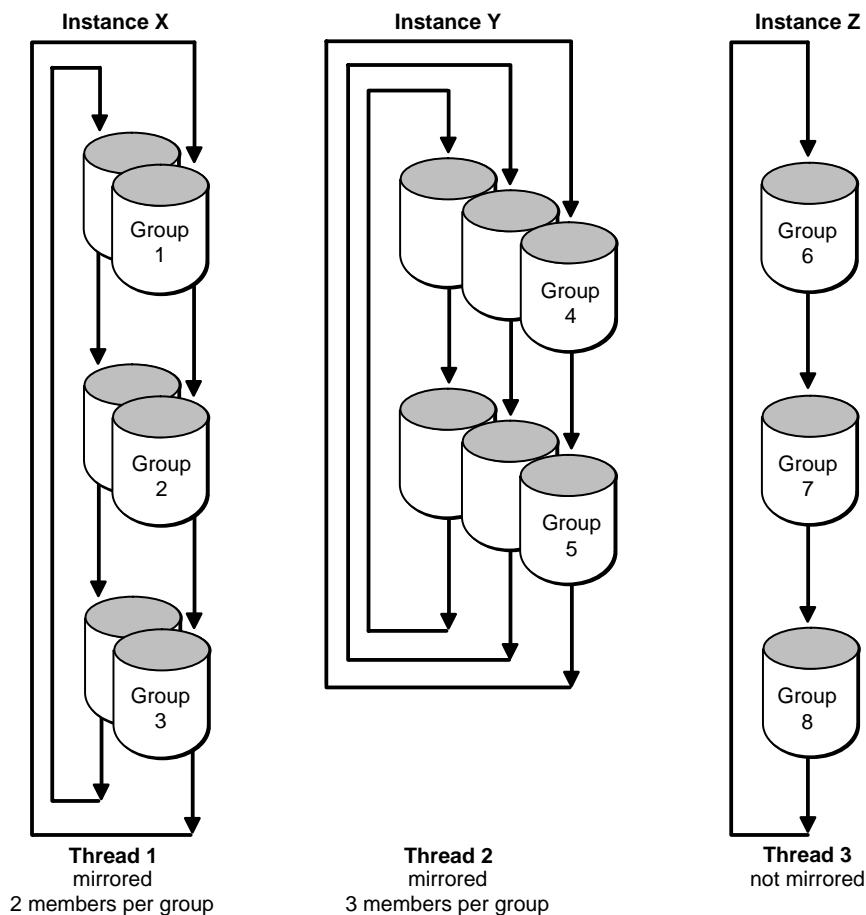 Instance X
Instance Y
Instance Z
Group
1
Group
2
Group
3
Group
4
Group
5
Group
6
Group
7
Group
8
Thread 1
mirrored
2 members per group
Thread 2
mirrored
3 members per group
Thread 3
not mirrored